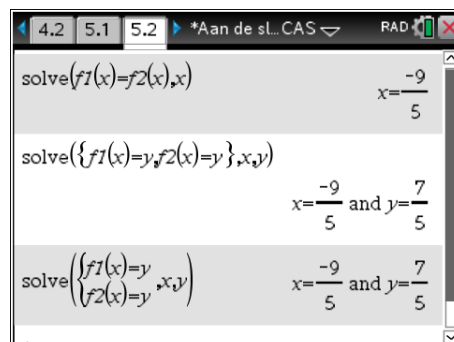 4.2 5.1 5.2 *Aan de sl…CAS RAD
solve(f1(x)=f2(x),x)
x=-9/5
solve({f1(x)=y,f2(x)=y},x,y)
x=-9/5 and y=7/5
solve({f1(x)=y
f2(x)=y ,x,y)
x=-9/5 and y=7/5